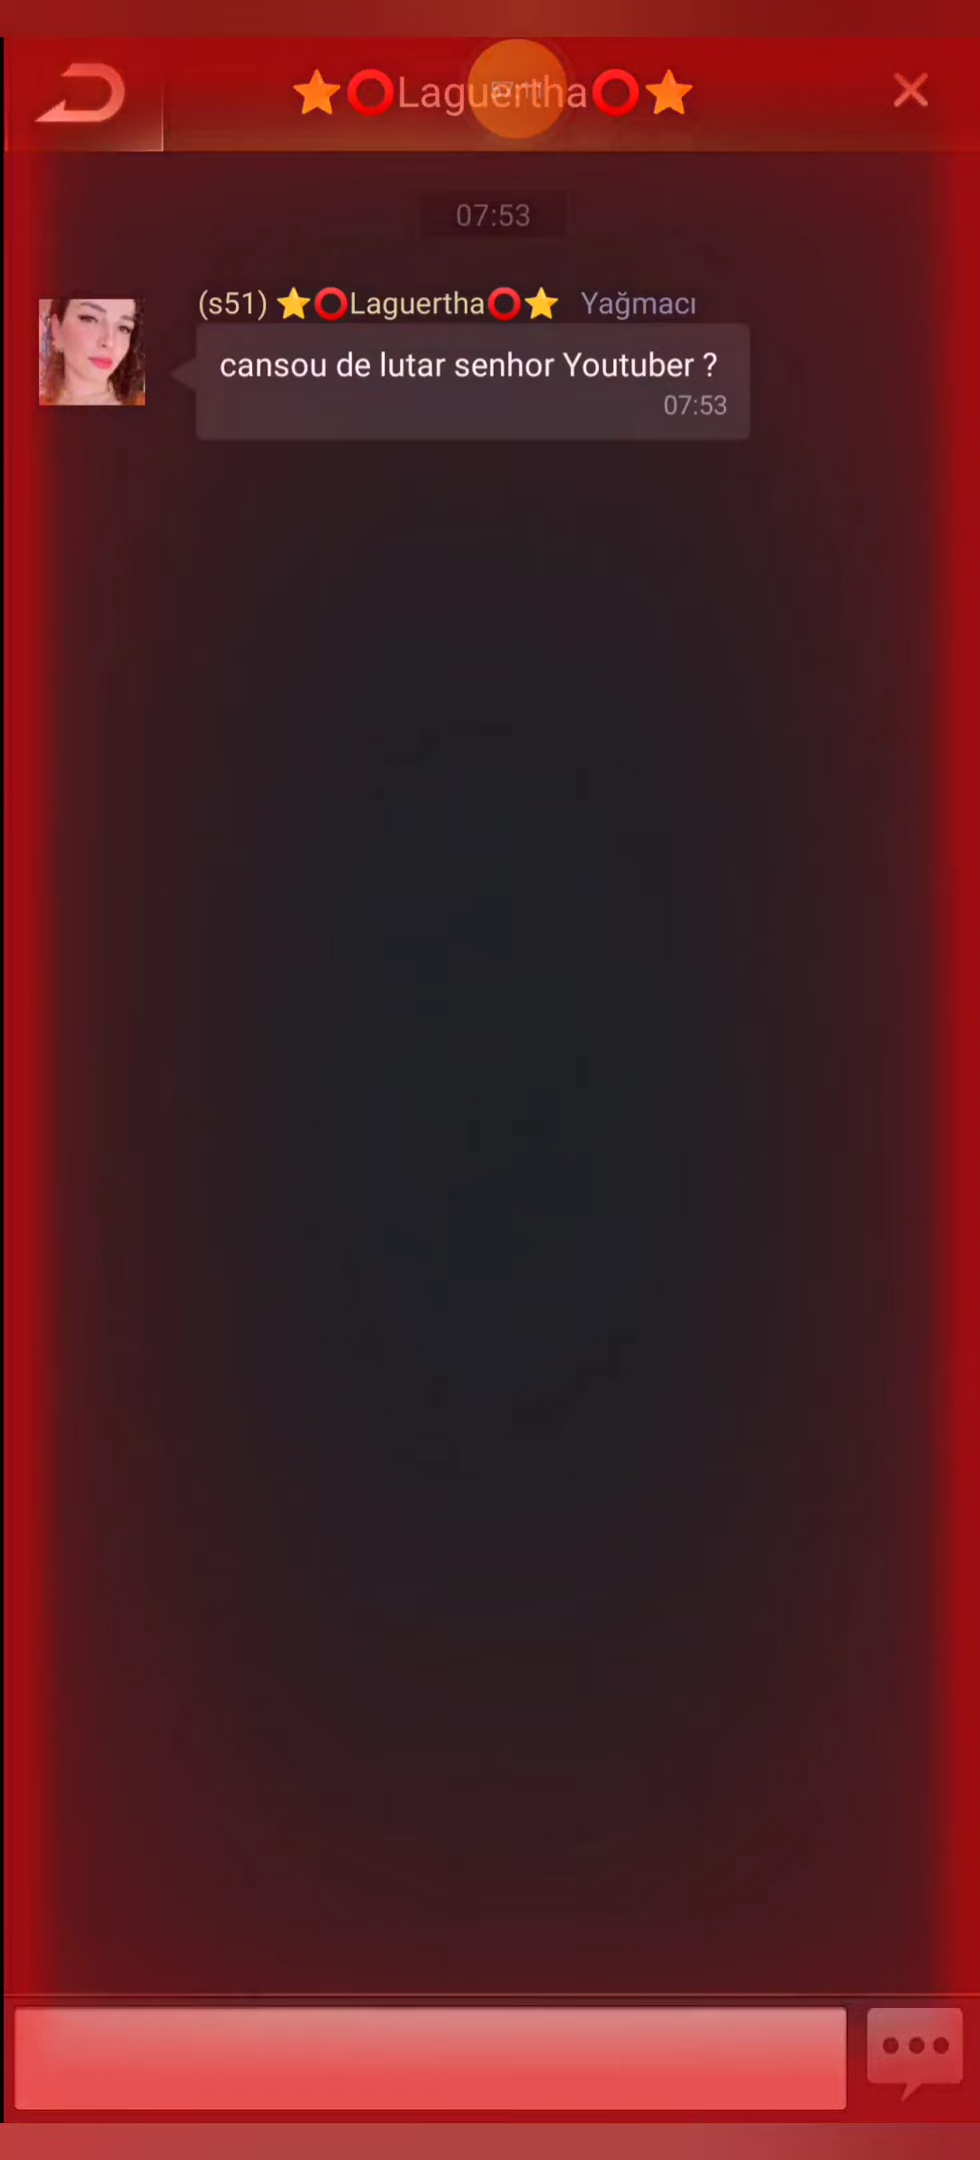 ⭐⭕Laguertha⭕⭐
07:53
(s51) ⭐⭕Laguertha⭕⭐ Yağmacı
cansou de lutar senhor Youtuber ?
07:53